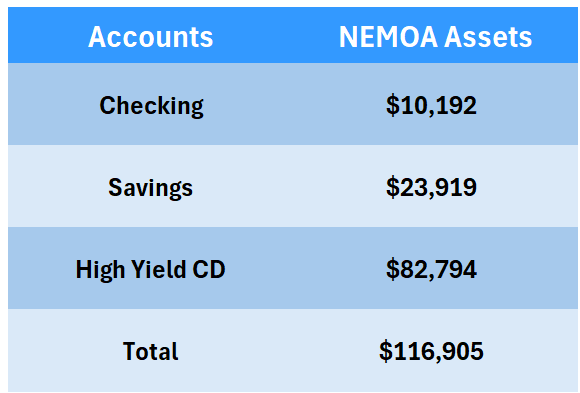 Accounts NEMOA Assets
Checking $10,192
Savings $23,919
High Yield CD $82,794
Total $116,905